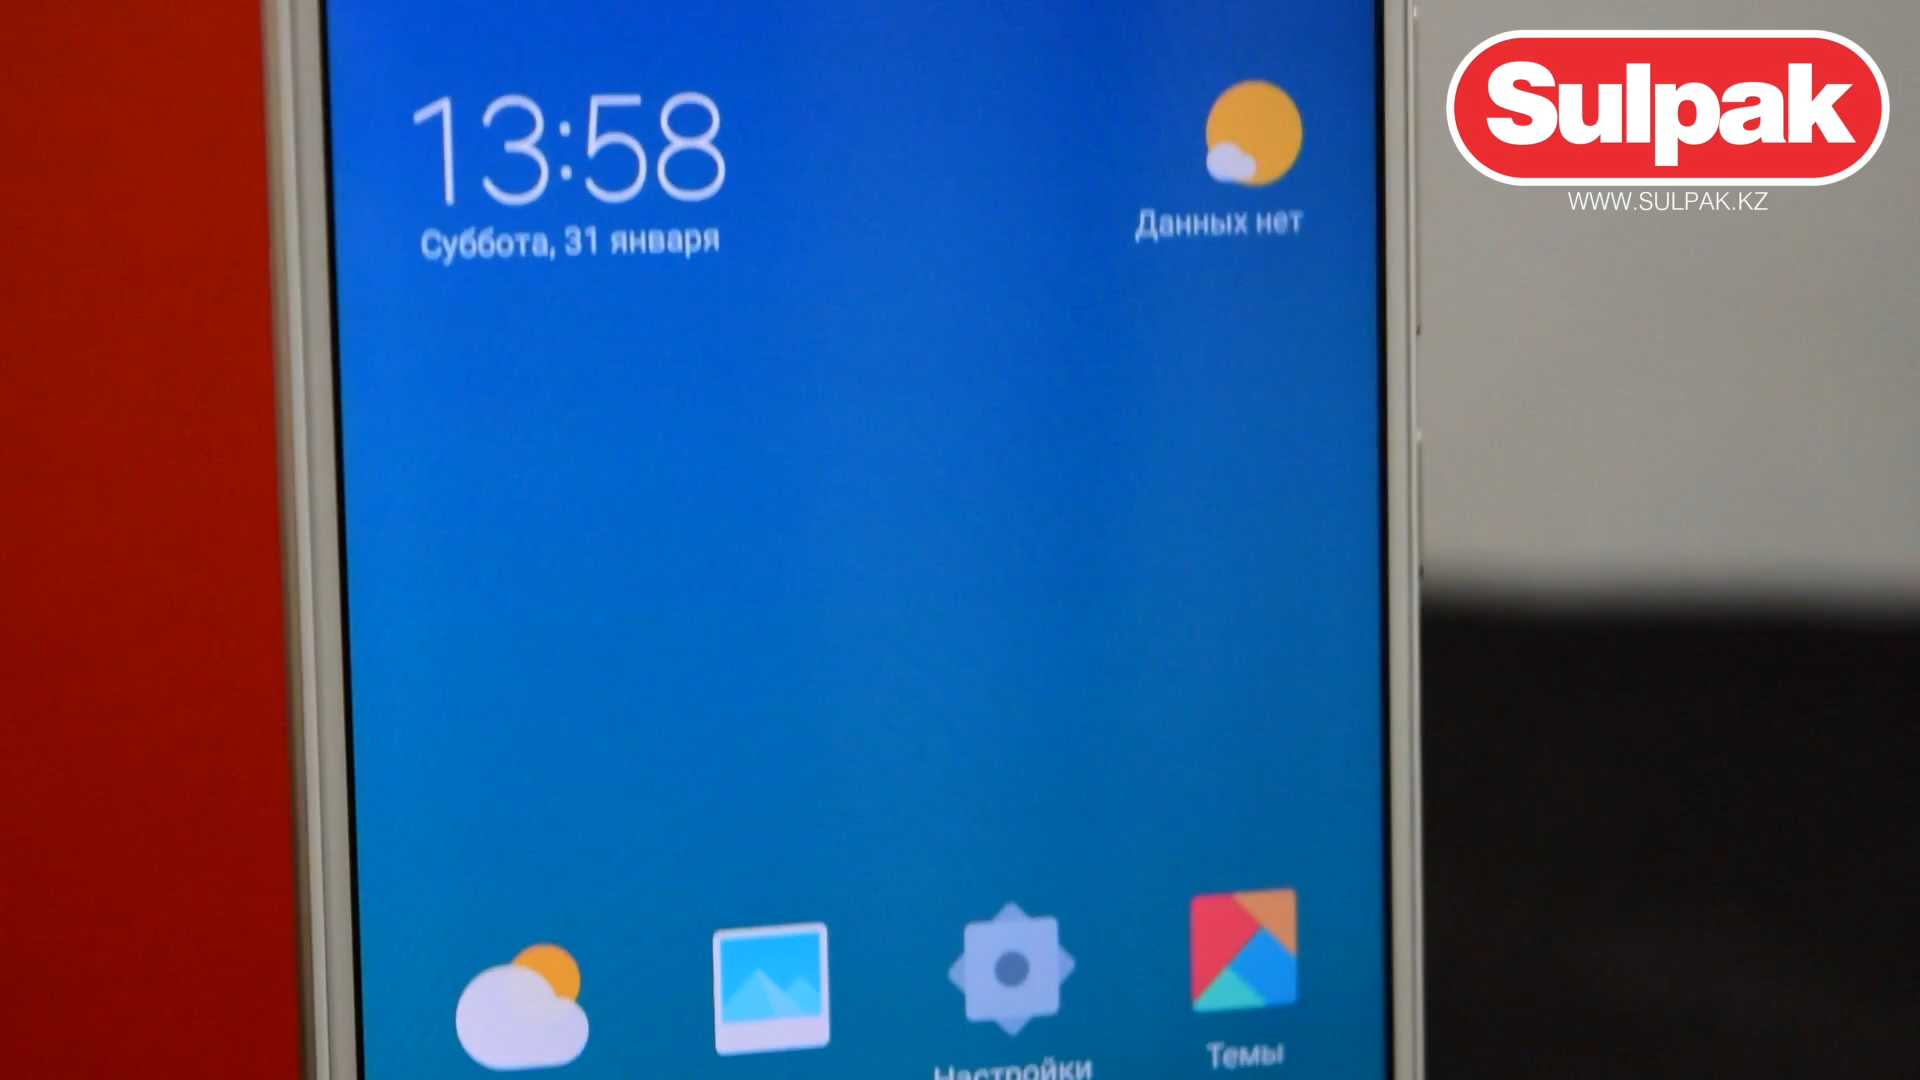 13:58
Суббота, 31 января
Данных нет
Sulpak
WWW.SULPAK.KZ
Настройки
Темы